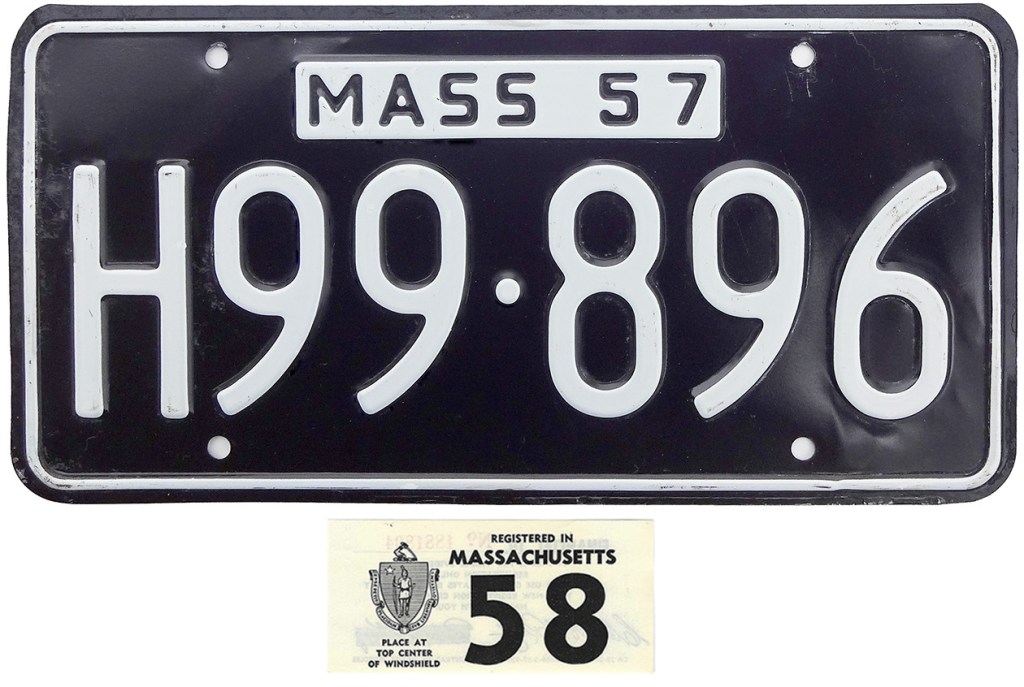 MASS 57
H99·896
REGISTERED IN
MASSACHUSETTS
58
PLACE AT
TOP CENTER
OF WINDSHIELD